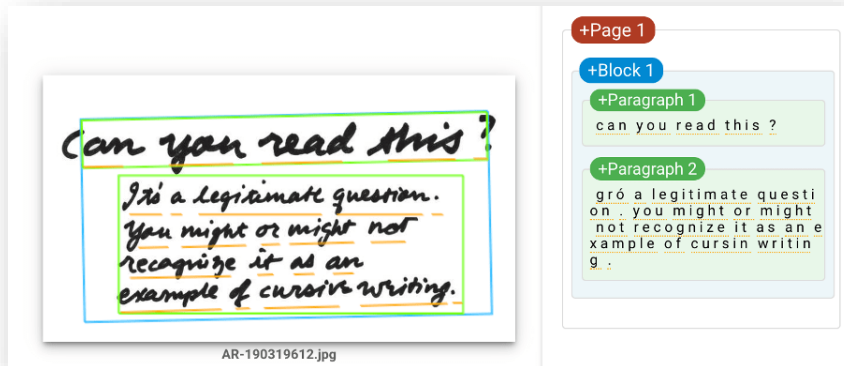 Can you read this?
It's a legitimate question.
You might or might not
recognize it as an
example of cursive writing.
AR-190319612.jpg
+Page 1
+Block 1
+Paragraph 1
can you read this ?
+Paragraph 2
gró a legitimate questi
on . you might or might
not recognize it as an e
xample of cursin writin
g .